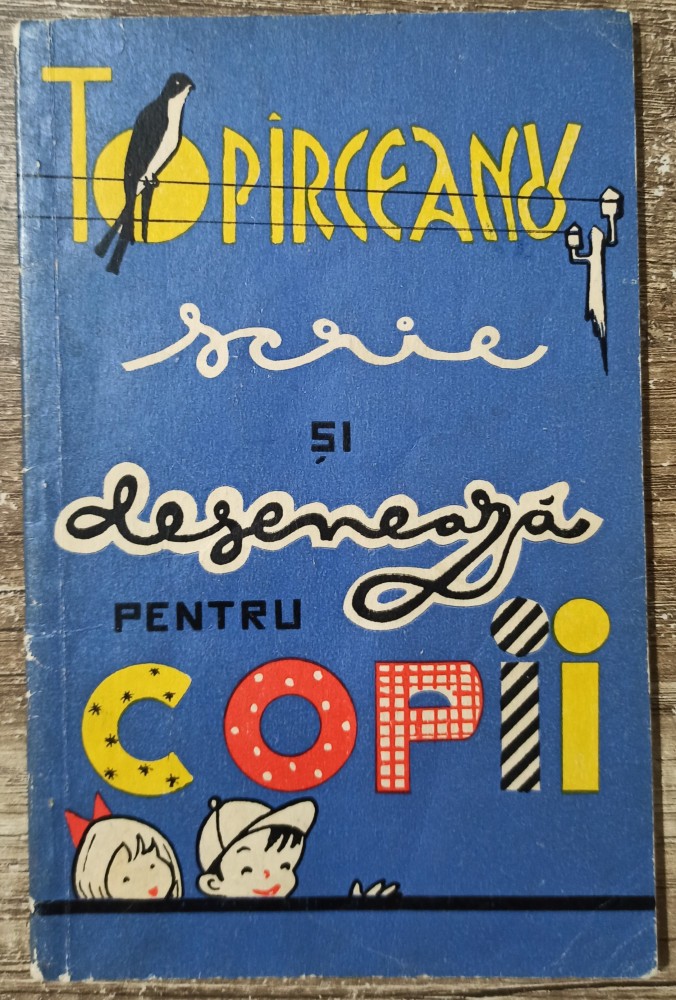 TOPÎRCEANU
scrie
ȘI
desenează
PENTRU
COPII